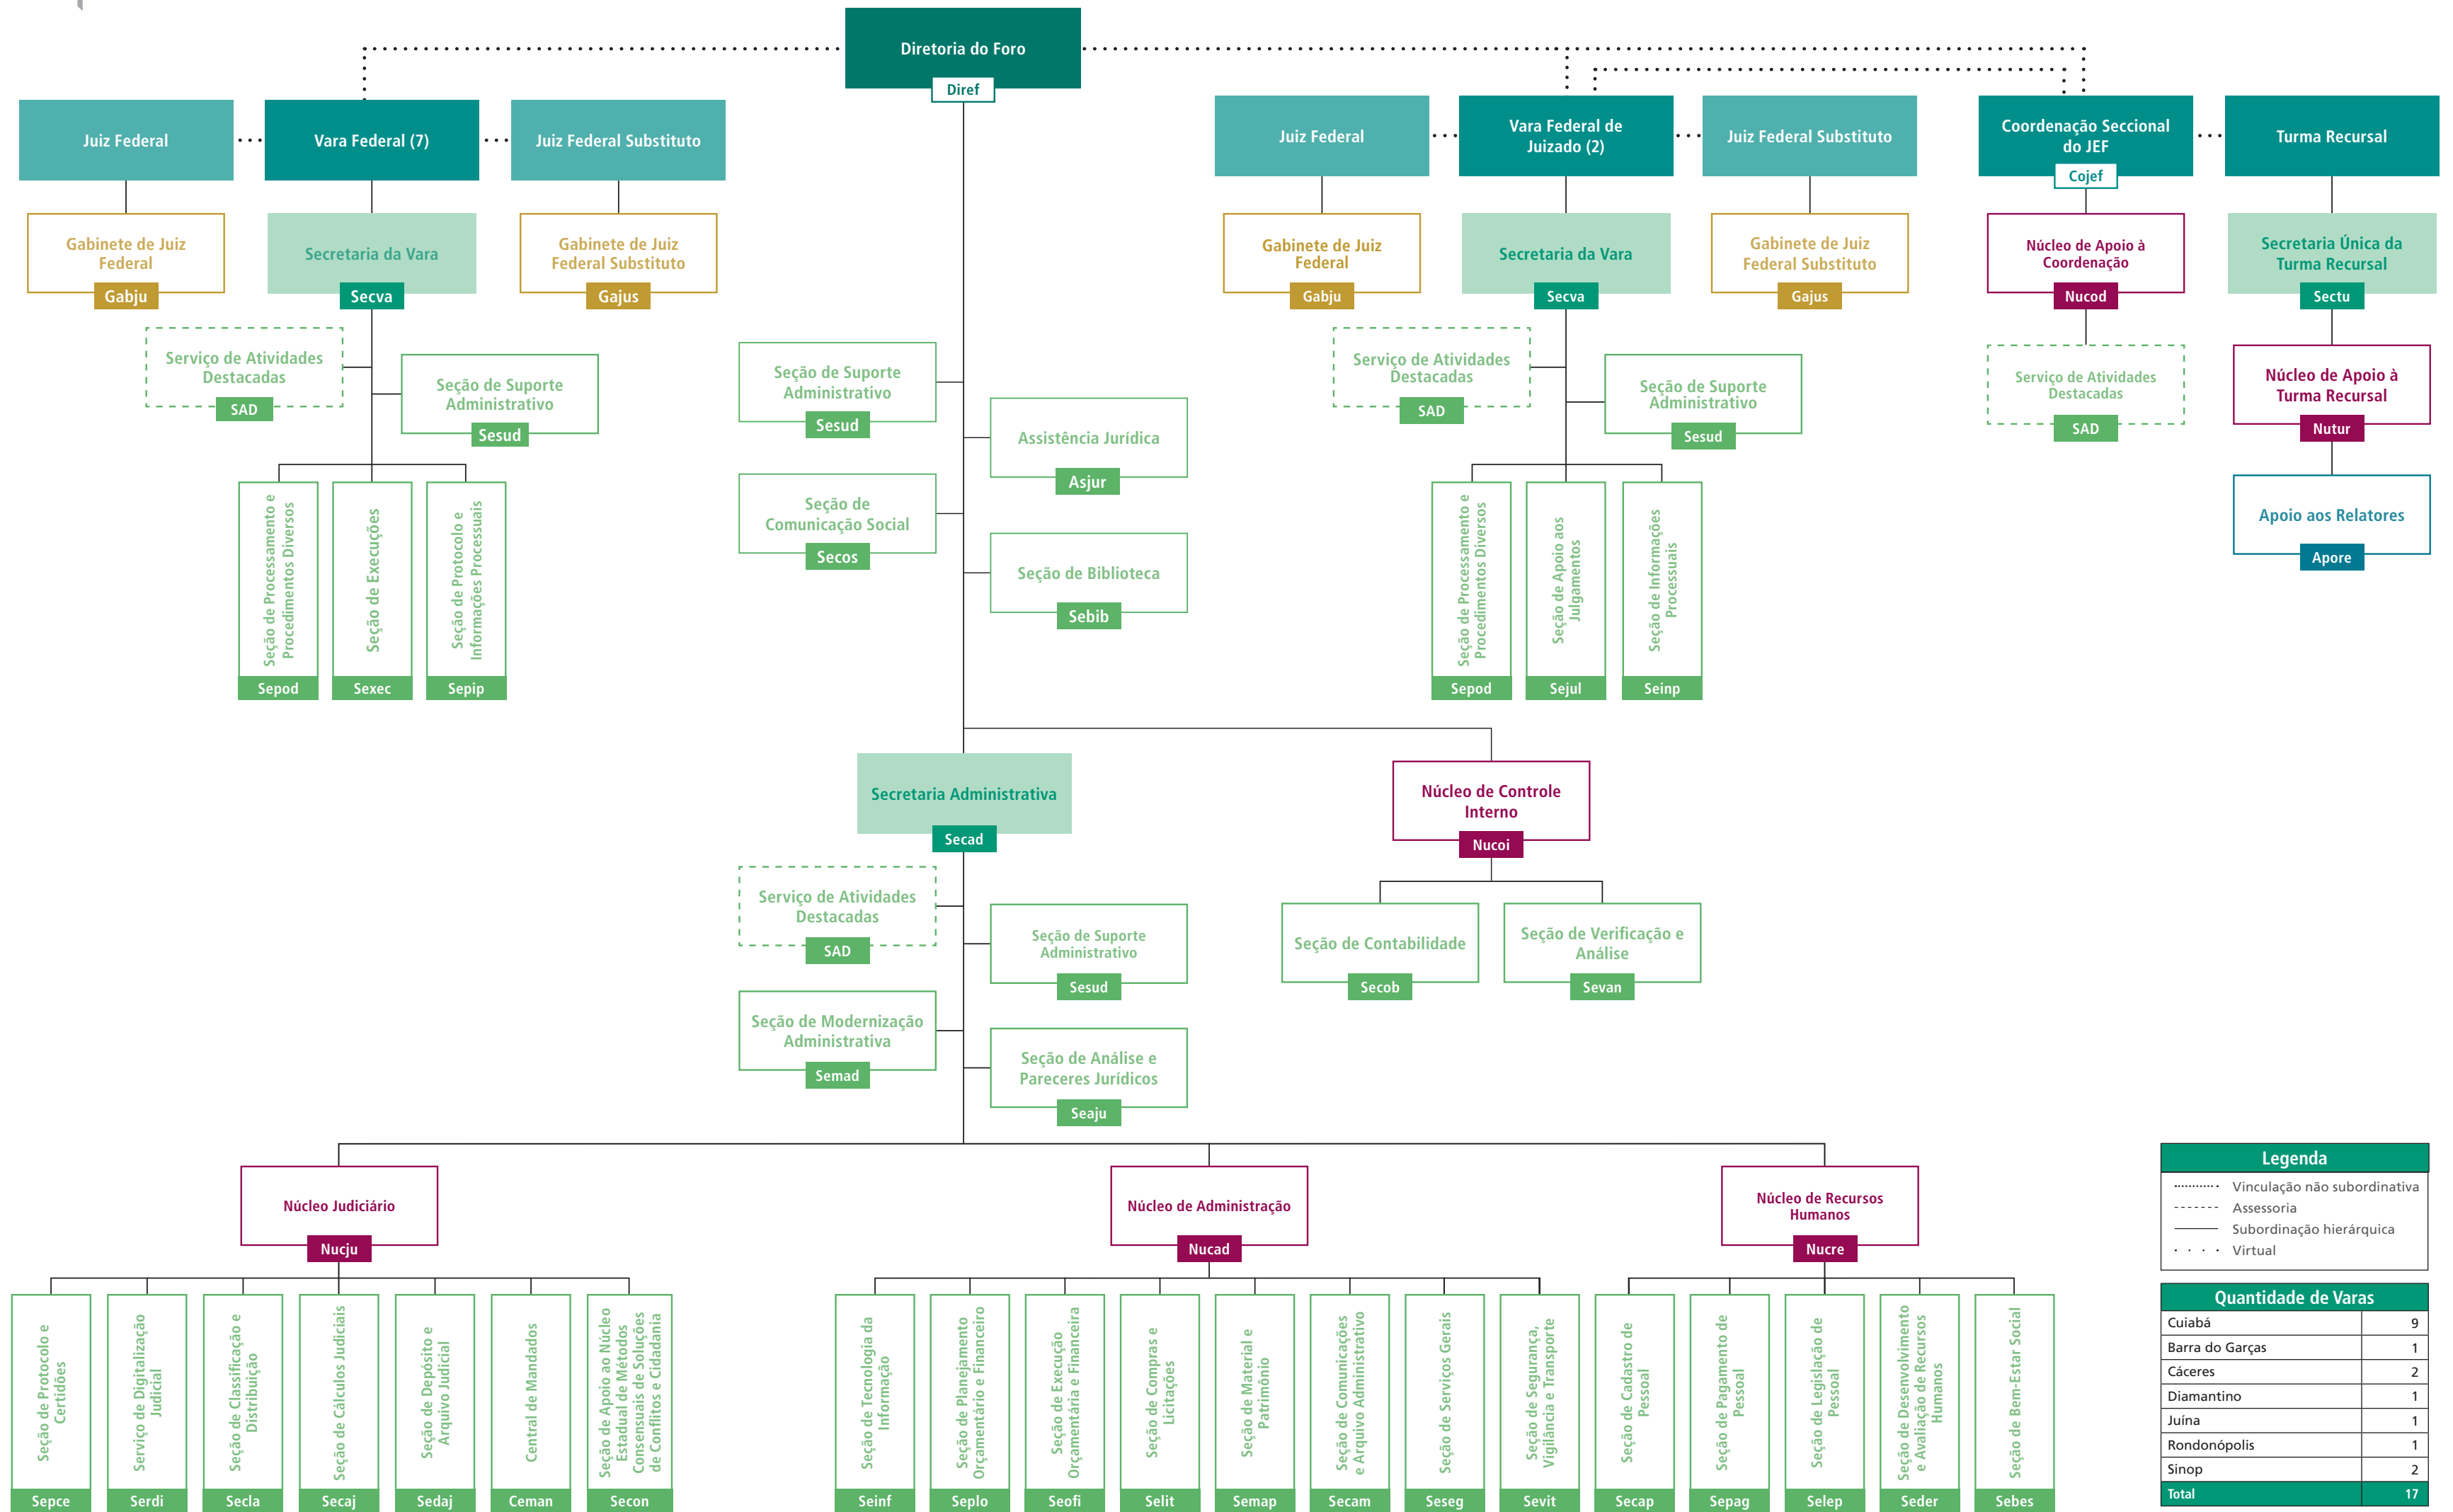 Diretoria do Foro
Diref
Juiz Federal
Vara Federal (7)
Juiz Federal Substituto
Juiz Federal
Vara Federal de
Juizado (2)
Juiz Federal Substituto
Coordenação Seccional
do JEF
Cojef
Turma Recursal
Gabinete de Juiz
Federal
Gabju
Secretaria da Vara
Secva
Gabinete de Juiz
Federal Substituto
Gajus
Gabinete de Juiz
Federal
Gabju
Secretaria da Vara
Secva
Gabinete de Juiz
Federal Substituto
Gajus
Núcleo de Apoio à
Coordenação
Nucod
Secretaria Única da
Turma Recursal
Sectu
Serviço de Atividades
Destacadas
SAD
Seção de Suporte
Administrativo
Sesud
Seção de Suporte
Administrativo
Sesud
Assistência Jurídica
Asjur
Serviço de Atividades
Destacadas
SAD
Seção de Suporte
Administrativo
Sesud
Serviço de Atividades
Destacadas
SAD
Núcleo de Apoio à
Turma Recursal
Nutur
Seção de Processamento e
Procedimentos Diversos
Sepod
Seção de Execuções
Sexec
Seção de Protocolo e
Informações Processuais
Sepip
Seção de
Comunicação Social
Secos
Seção de Biblioteca
Sebib
Seção de Processamento e
Procedimentos Diversos
Sepod
Seção de Apoio aos
Julgamentos
Sejul
Seção de Informações
Processuais
Seinp
Apoio aos Relatores
Apore
Secretaria Administrativa
Secad
Núcleo de Controle
Interno
Nucoi
Serviço de Atividades
Destacadas
SAD
Seção de Suporte
Administrativo
Sesud
Seção de Contabilidade
Secob
Seção de Verificação e
Análise
Sevan
Seção de Modernização
Administrativa
Semad
Seção de Análise e
Pareceres Jurídicos
Seaju
Núcleo Judiciário
Nucju
Núcleo de Administração
Nucad
Núcleo de Recursos
Humanos
Nucre
Seção de Protocolo e
Certidões
Sepce
Serviço de Digitalização
Judicial
Serdi
Seção de Classificação e
Distribuição
Secla
Seção de Cálculos Judiciais
Secaj
Seção de Depósito e
Arquivo Judicial
Sedaj
Central de Mandados
Ceman
Seção de Apoio ao Núcleo
Estadual de Métodos
Consensuais de Soluções
de Conflitos e Cidadania
Secon
Seção de Tecnologia da
Informação
Seinf
Seção de Planejamento
Orçamentário e Financeiro
Seplo
Seção de Execução
Orçamentária e Financeira
Seofi
Seção de Compras e
Licitações
Selit
Seção de Material e
Patrimônio
Semap
Seção de Comunicações
e Arquivo Administrativo
Secam
Seção de Serviços Gerais
Seseg
Seção de Segurança,
Vigilância e Transporte
Sevit
Seção de Cadastro de
Pessoal
Secap
Seção de Pagamento de
Pessoal
Sepag
Seção de Legislação de
Pessoal
Selep
Seção de Desenvolvimento
e Avaliação de Recursos
Humanos
Seder
Seção de Bem-Estar Social
Sebes
Legenda
Vinculação não subordinativa
Assessoria
Subordinação hierárquica
Virtual
Quantidade de Varas
Cuiabá 9
Barra do Garças 1
Cáceres 2
Diamantino 1
Juína 1
Rondonópolis 1
Sinop 2
Total 17